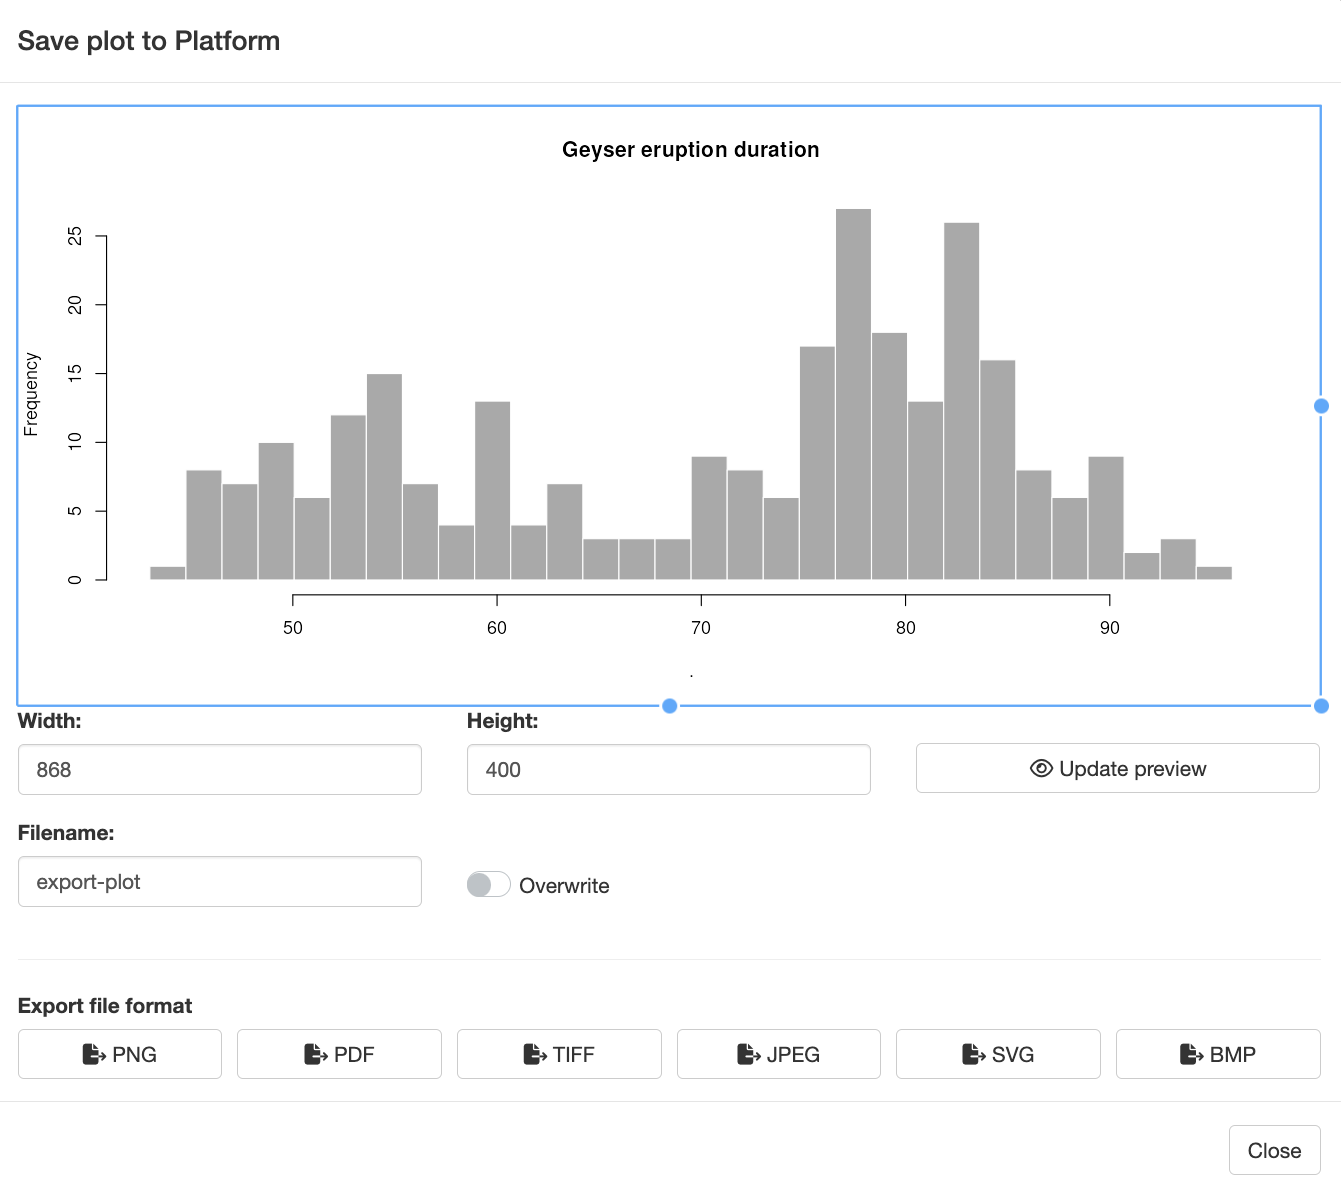 Save plot to Platform
Geyser eruption duration
Frequency
25
20
15
10
5
0
50 60 70 80 90
.
Width: Height:
868 400 Update preview
Filename:
export-plot Overwrite
Export file format
PNG PDF TIFF JPEG SVG BMP
Close